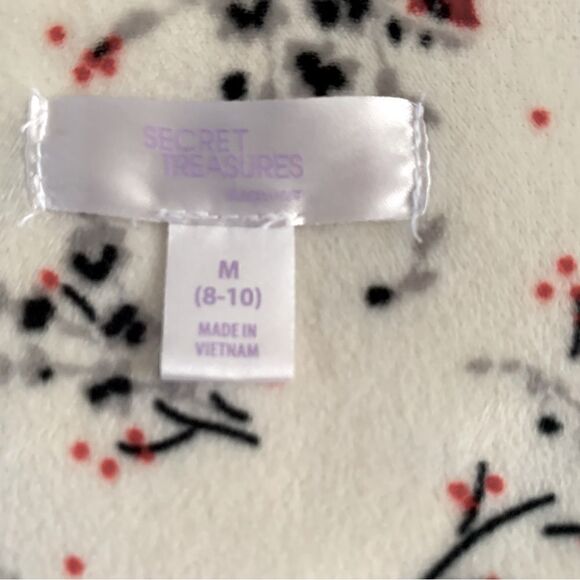 SECRET
TREASURES
M
(8-10)
MADE IN
VIETNAM